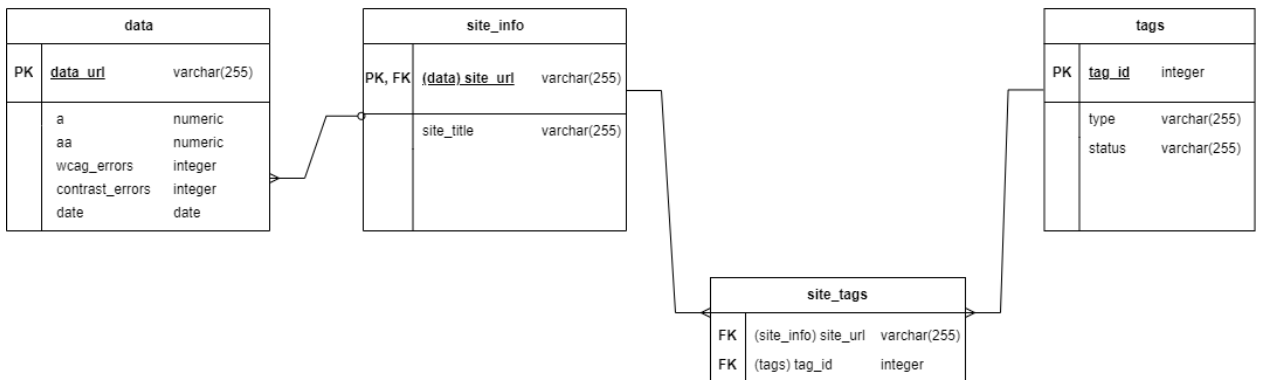 data
PK data_url varchar(255)
a numeric
aa numeric
wcag_errors integer
contrast_errors integer
date date
site_info
PK, FK (data) site_url varchar(255)
site_title varchar(255)
tags
PK tag_id integer
type varchar(255)
status varchar(255)
site_tags
FK (site_info) site_url varchar(255)
FK (tags) tag_id integer